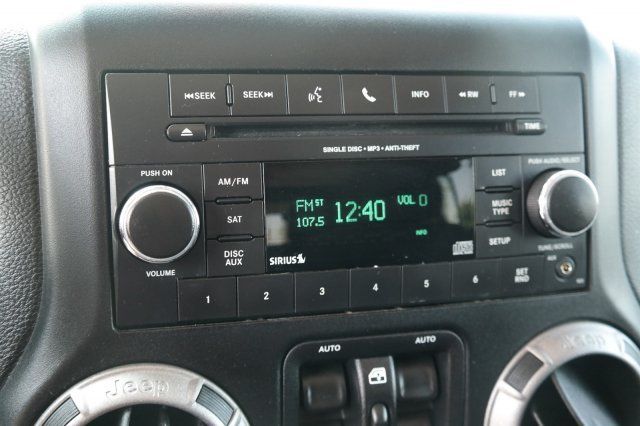 SEEK
SEEK
INFO
RW
FF
TIME
SINGLE DISC • MP3 • ANTI-THEFT
PUSH ON
VOLUME
AM/FM
SAT
DISC AUX
FM ST
107.5
12:40
VOL 0
INFO
SIRIUS
LIST
MUSIC TYPE
SETUP
PUSH AUDIO/SELECT
TUNE/SCROLL
AUX
1 2 3 4 5 6
SET RND
AUTO
AUTO
Jeep
Jeep